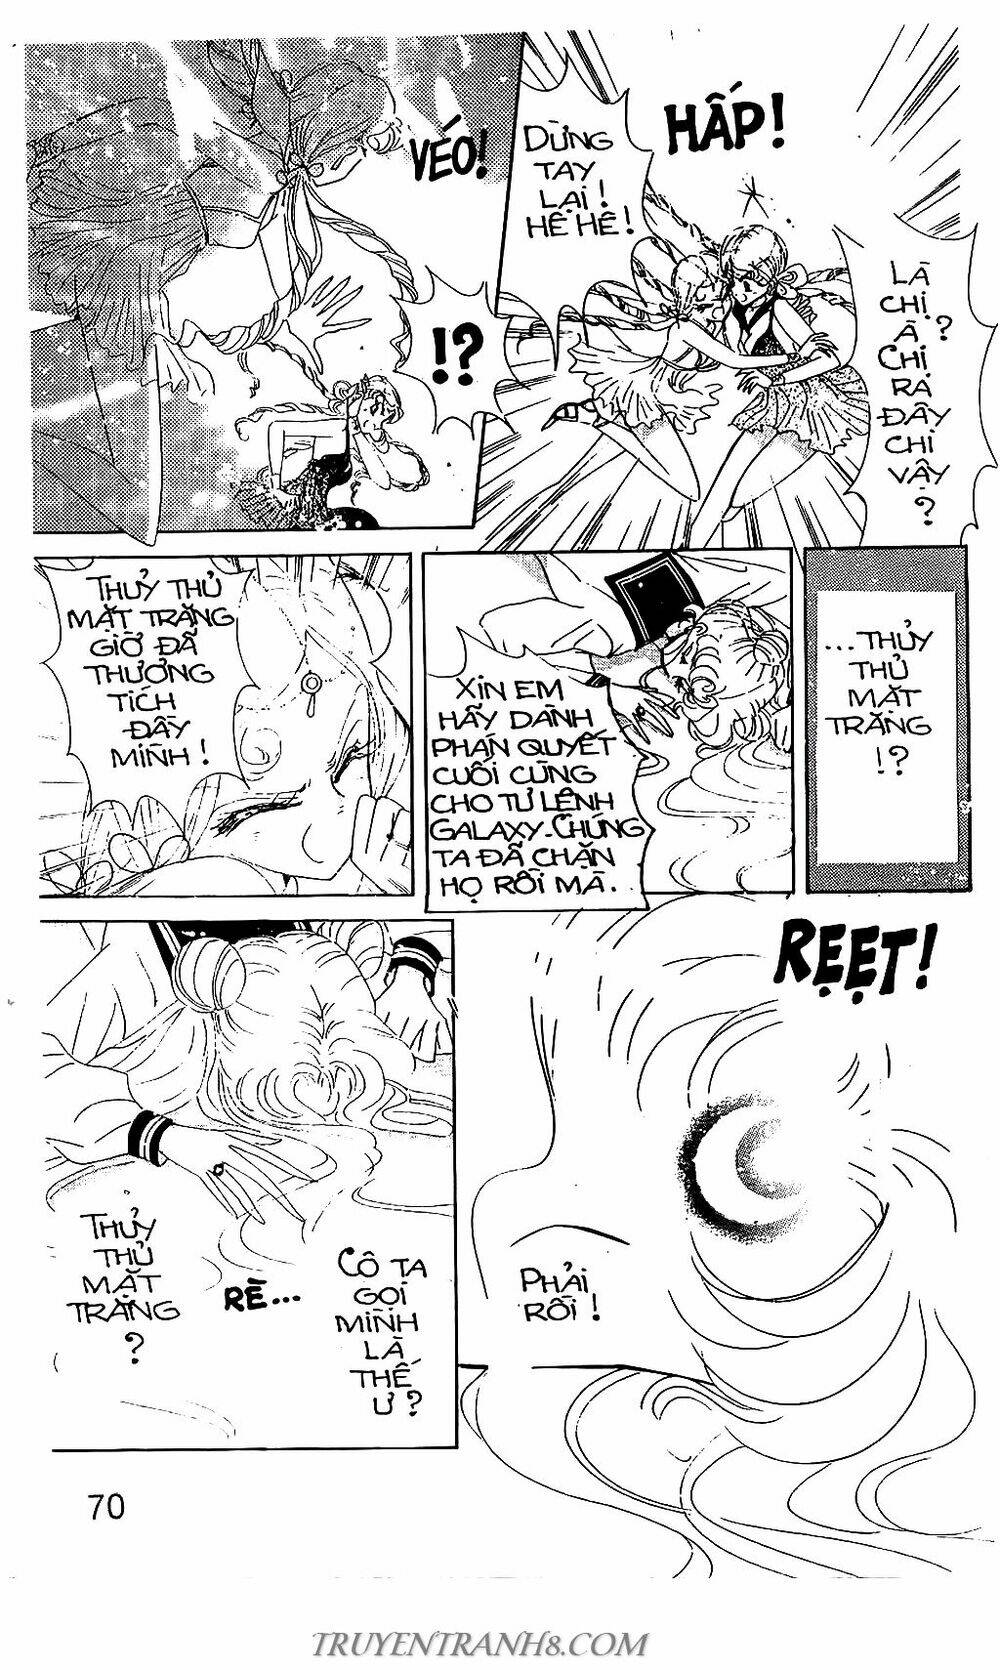 HẤP!
LÀ
CHỊ ?
Ã
CHỊ
RA
ĐÂY
CHI
VẬY
?
DỪNG
TAY
LẠI !
HÊ HÊ !
VÉO!
!?
...THỦY
THỦ
MẶT
TRĂNG
!?
XIN EM
HÃY DÀNH
PHÁN QUYẾT
CUỐI CÙNG
CHO TƯ LỆNH
GALAXY-CHÚNG
TA ĐÃ CHẶN
HỌ RỒI MÀ.
THUỶ THỦ
MẶT TRĂNG
GIỜ ĐÃ
THƯƠNG
TÍCH
ĐẦY
MÌNH !
RẸẸT!
PHẢI
RỒI !
CÔ TA
GỌI
MÌNH
LÀ
THẾ
Ư ?
RÈ...
THỦY
THỦ
MẶT
TRĂNG
?
70
TRUYENTRANH8.COM